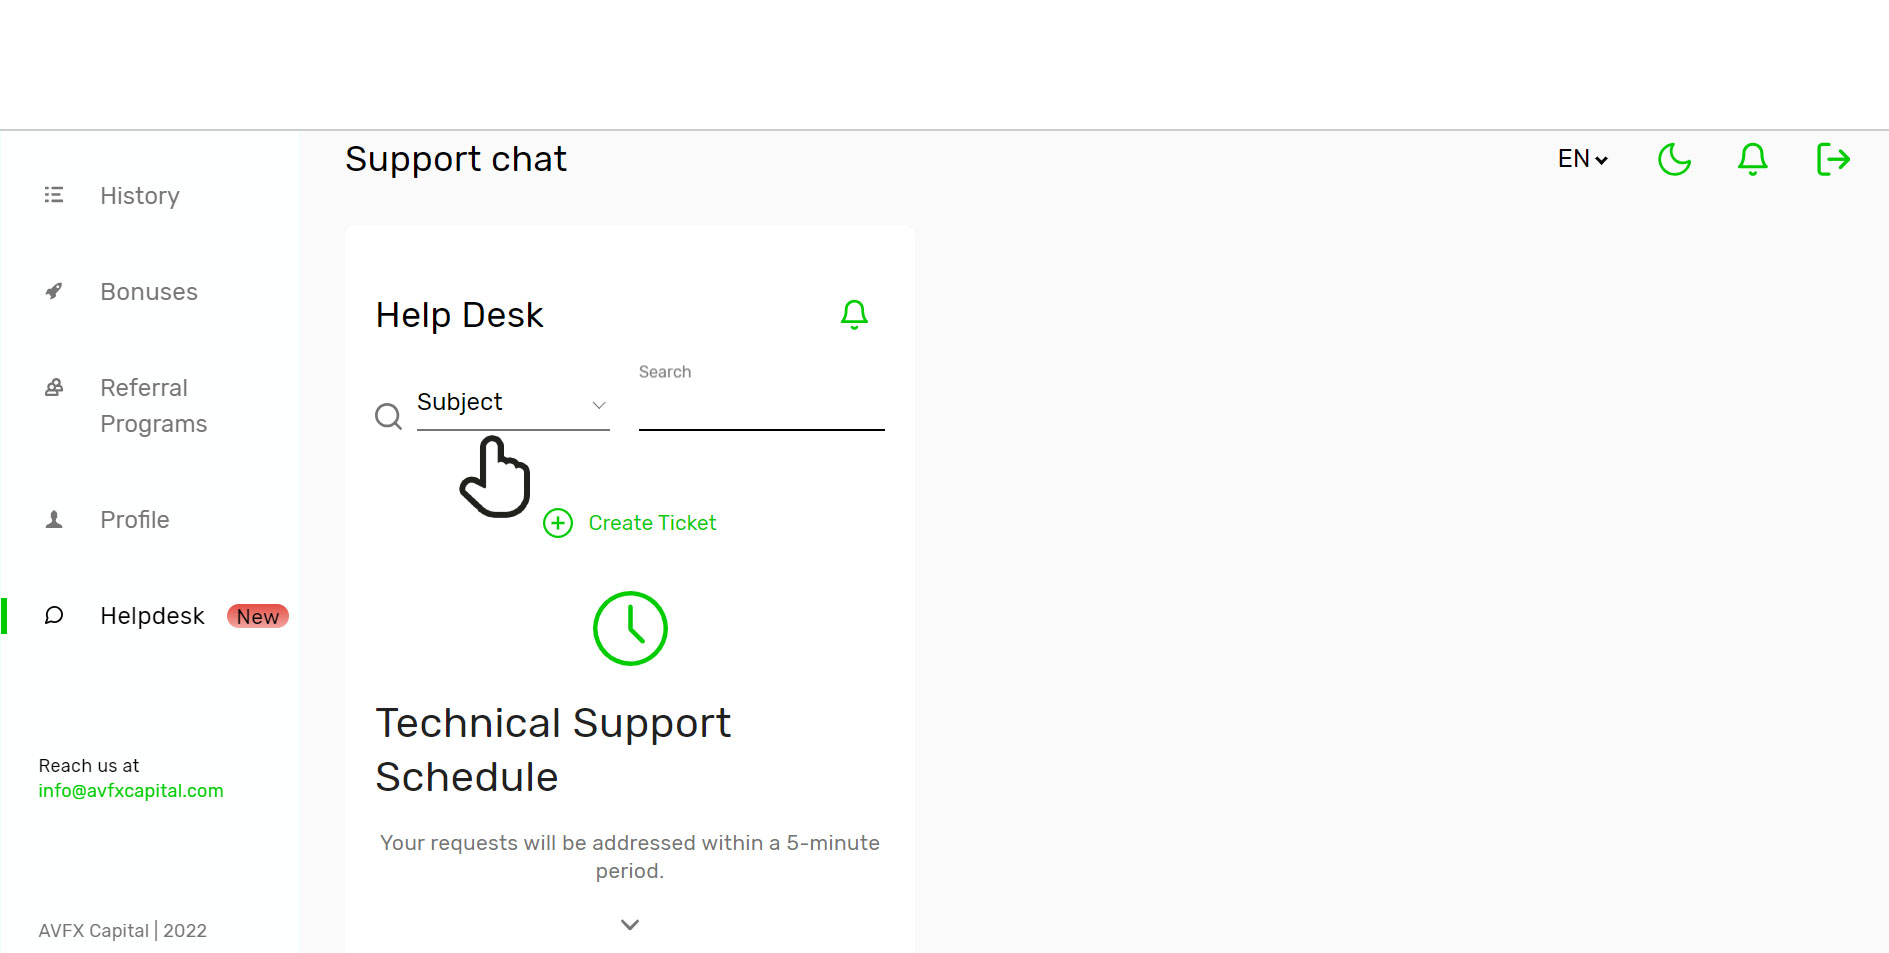 Support chat
EN
History
Bonuses
Referral
Programs
Profile
Helpdesk New
Reach us at
info@avfxcapital.com
AVFX Capital | 2022
Help Desk
Search
Subject
Create Ticket
Technical Support
Schedule
Your requests will be addressed within a 5-minute
period.